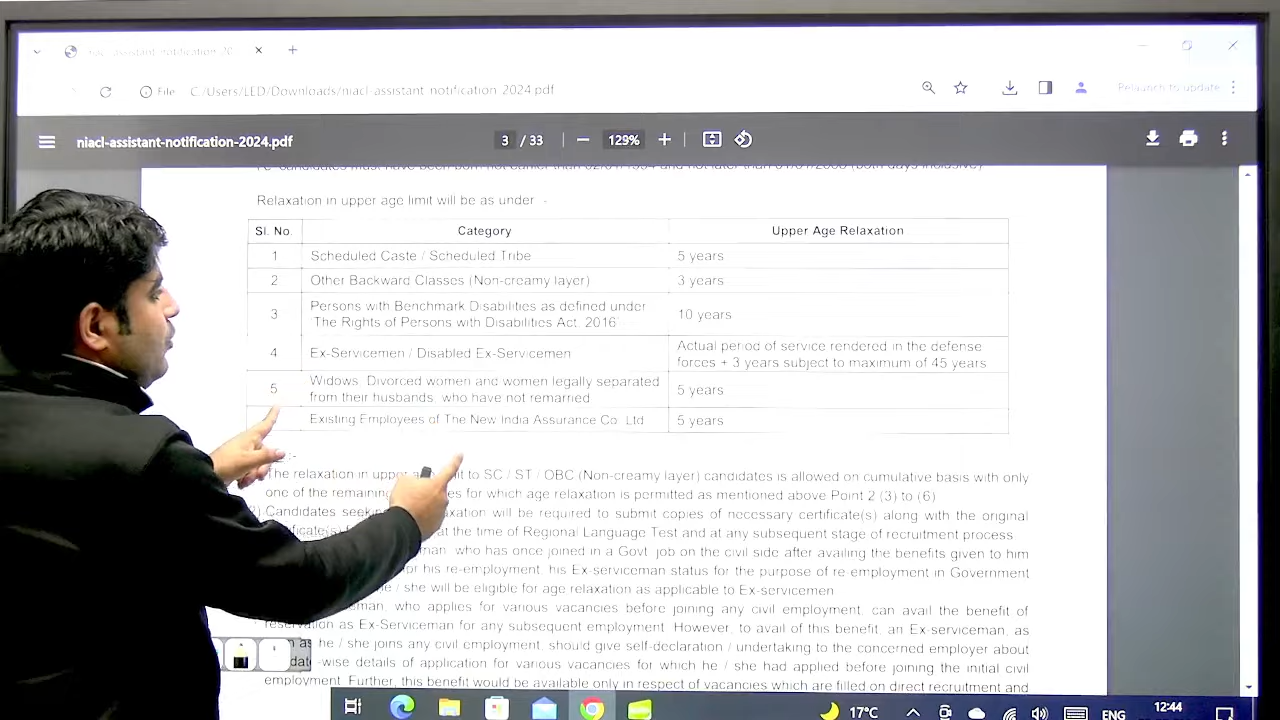 niacl-assistant-notification-20
File C:/Users/LED/Downloads/niacl-assistant-notification-2024.pdf
Relaunch to update
niacl-assistant-notification-2024.pdf
3 / 33
129%
Relaxation in upper age limit will be as under :-
Sl. No. Category Upper Age Relaxation
1 Scheduled Caste / Scheduled Tribe 5 years
2 Other Backward Classes (Non-creamy layer) 3 years
3 Persons with Benchmark Disabilities as defined under 10 years
"The Rights of Persons with Disabilities Act, 2016"
4 Ex-Servicemen / Disabled Ex-Servicemen Actual period of service rendered in the defense
forces + 3 years subject to maximum of 45 years
5 Widows, Divorced women and women legally separated 5 years
from their husbands, who have not remarried
Existing Employees of The New India Assurance Co. Ltd 5 years
The relaxation in upper SC / ST / OBC (Non-creamy layer) candidates is allowed on cumulative basis with only
one of the remaining for which age relaxation is permitted as mentioned above Point 2 (3) to (6)
Candidates will be required to submit copies of necessary certificate(s) along with the original
at the time of Regional Language Test and at any subsequent stage of recruitment process
who has once joined in a Govt. job on the civil side after availing the benefits given to him
his re-employment, his Ex-serviceman status for the purpose of re-employment in Government
/ she will be eligible for age relaxation as applicable to Ex-servicemen
who applies for various vacancies before joining any civil employment, can avail the benefit of
reservation as Ex-Serviceman for any subsequent employment. However, to avail of this benefit, an Ex-serviceman, as
as he / she joins any civil employment, should give self-declaration / undertaking to the concerned employer about
date-wise details of application for various vacancies for which he / she had applied before joining the initial civil
employment. Further, this benefit would be available only in respect of vacancies which are filled on direct recruitment and
17°C ENG 12:44